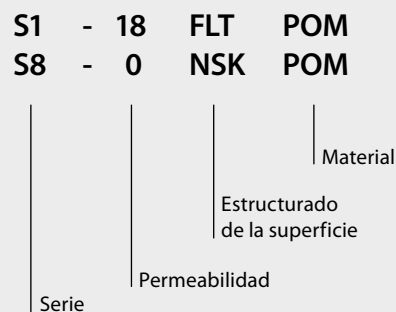 S1 - 18 FLT POM
S8 - 0 NSK POM
Material
Estructurado
de la superficie
Permeabilidad
Serie